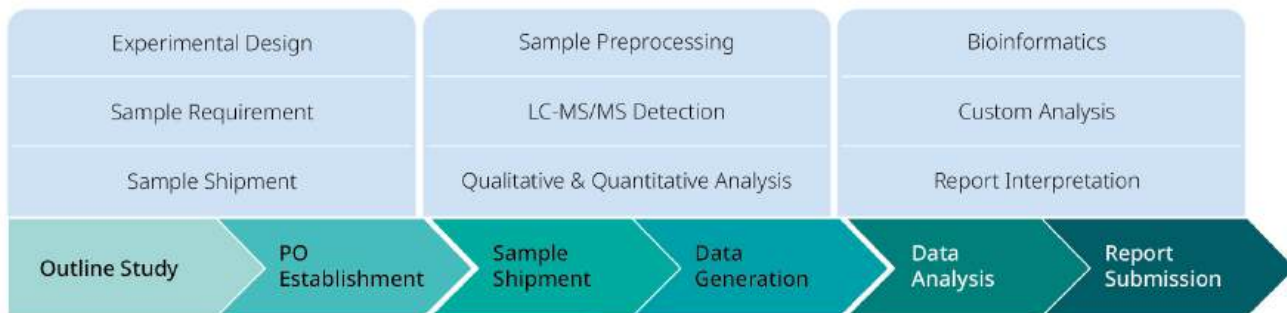 Experimental Design
Sample Preprocessing
Bioinformatics
Sample Requirement
LC-MS/MS Detection
Custom Analysis
Sample Shipment
Qualitative & Quantitative Analysis
Report Interpretation
Outline Study
PO
Establishment
Sample
Shipment
Data
Generation
Data
Analysis
Report
Submission